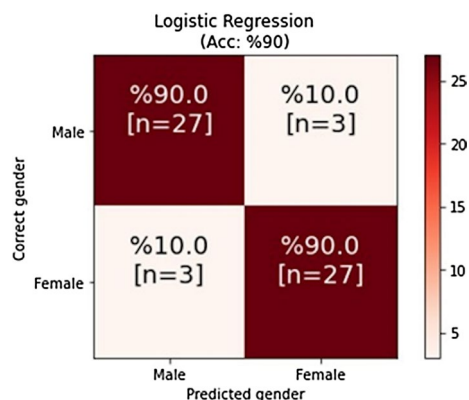 Logistic Regression
(Acc: %90)
%90.0
[n=27]
%10.0
[n=3]
Male
%10.0
[n=3]
%90.0
[n=27]
Female
Correct gender
Male
Female
Predicted gender
25
20
15
10
5